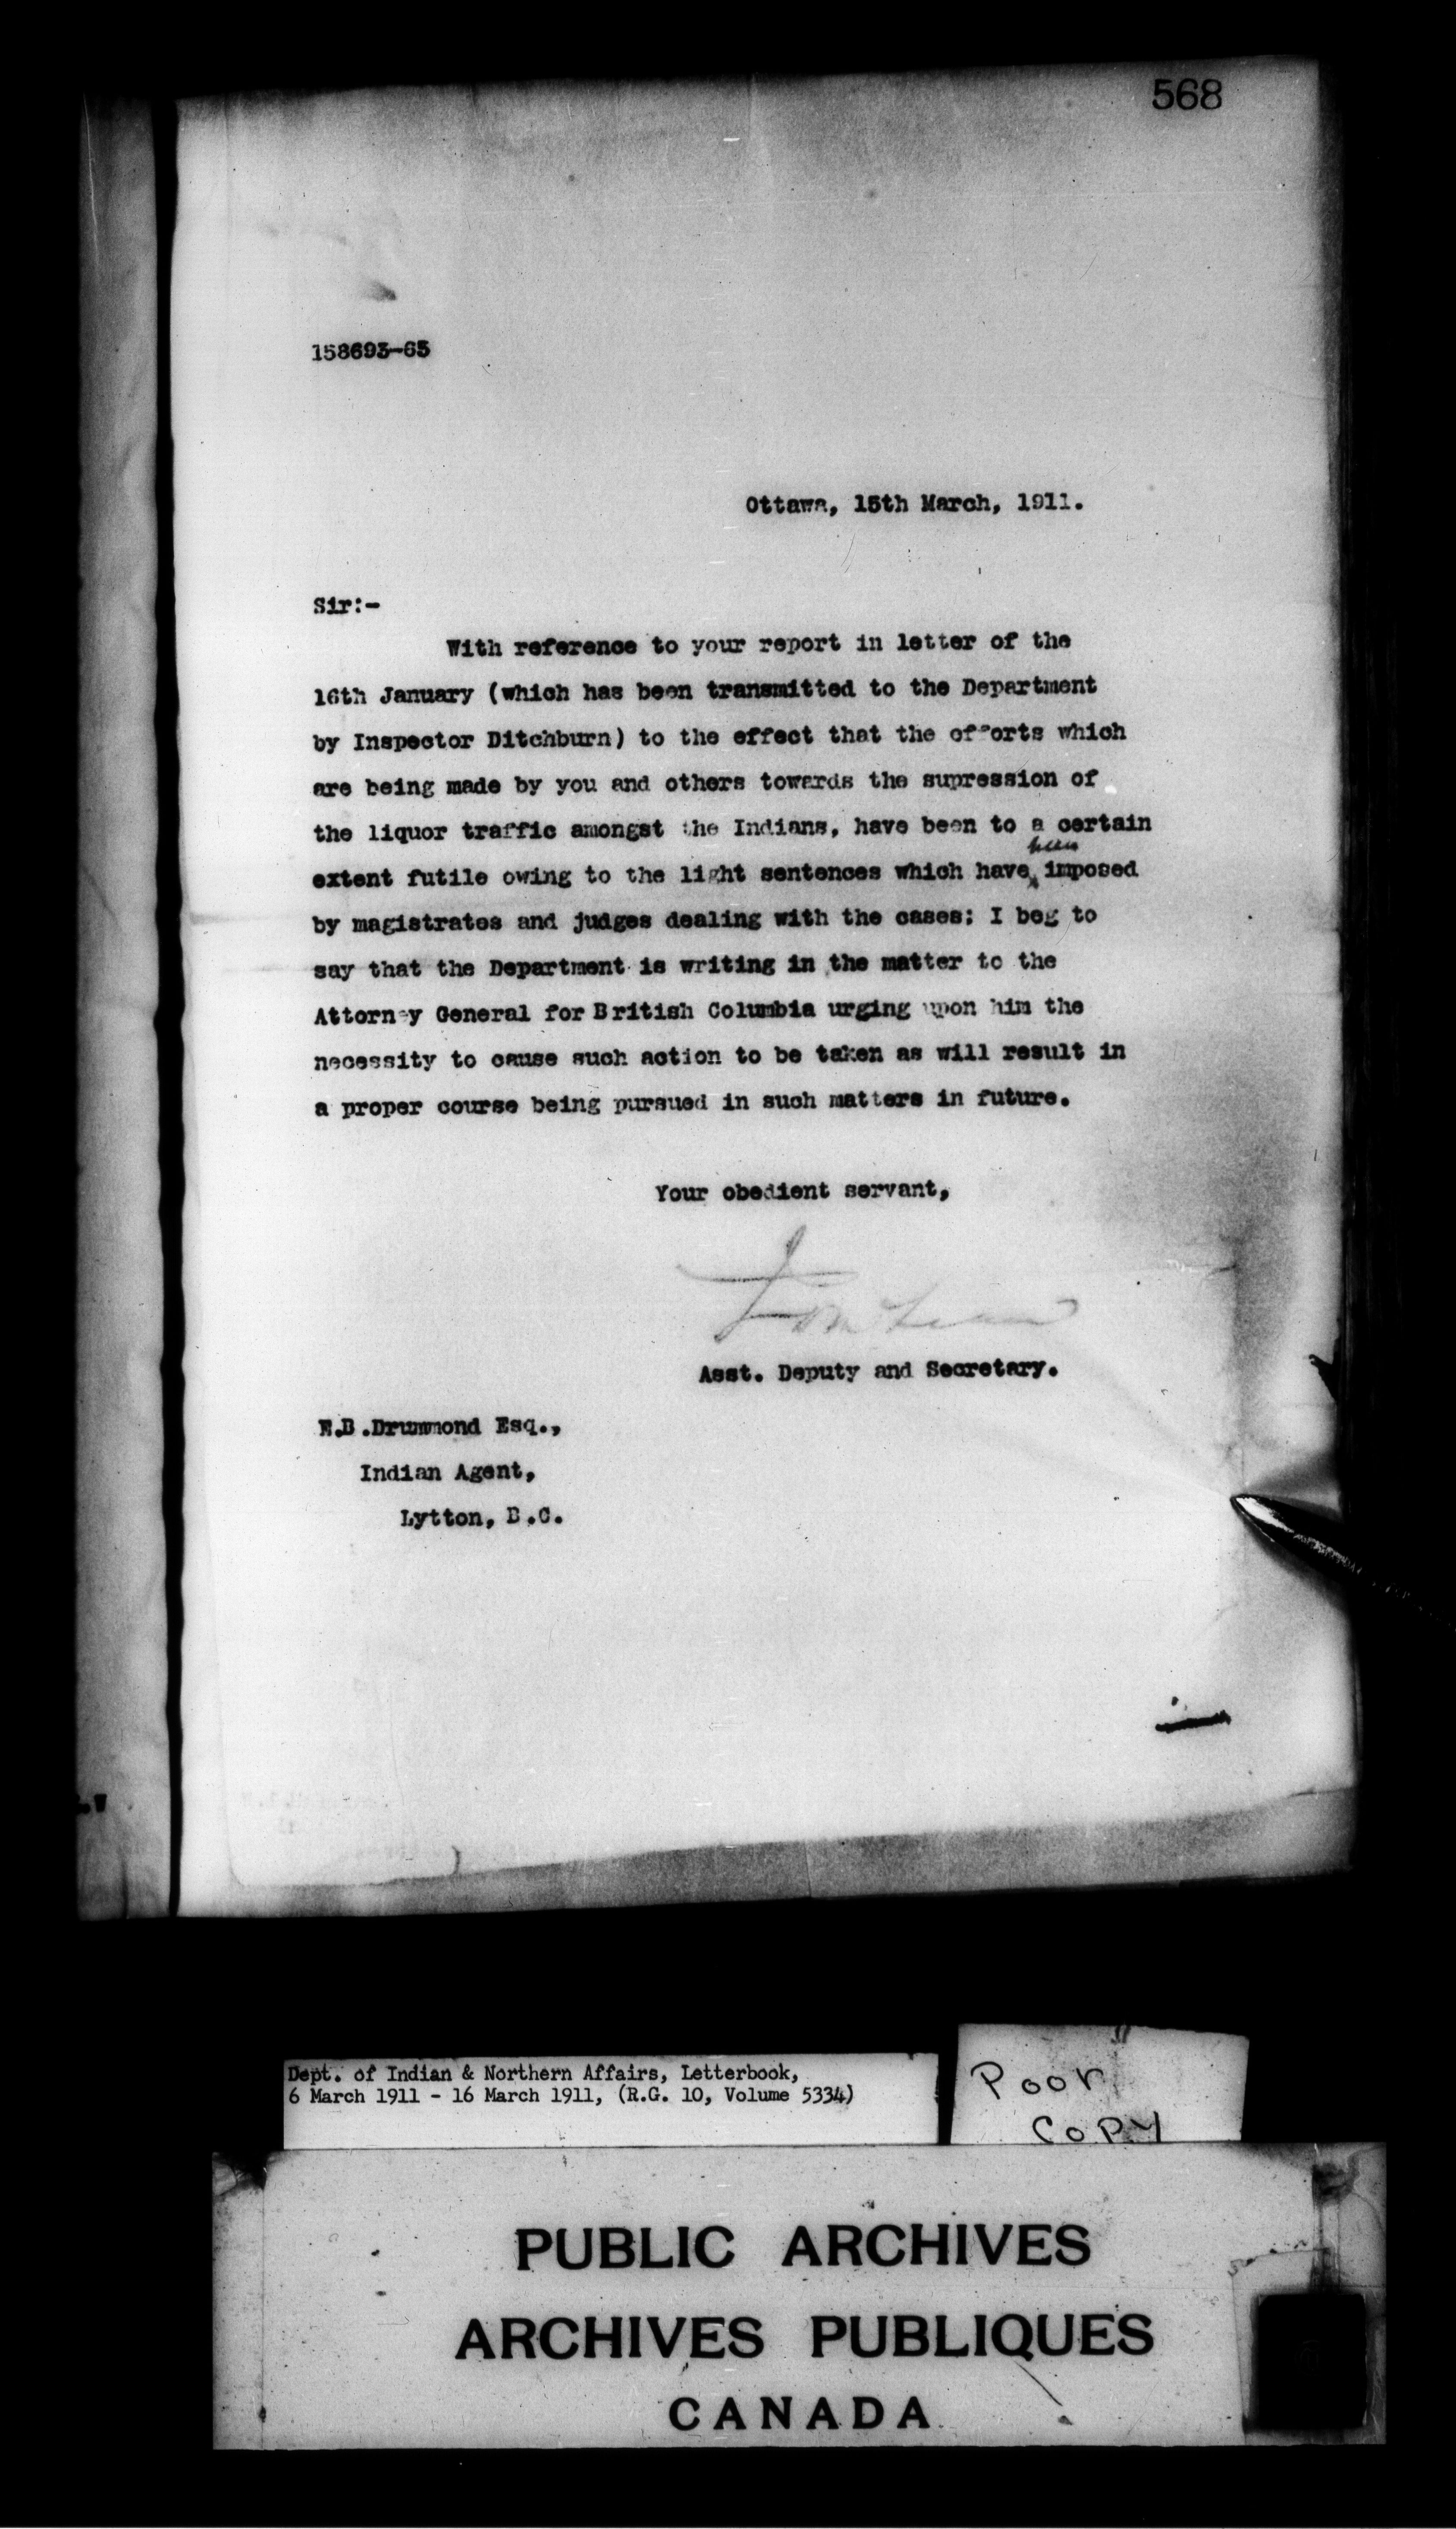 568
158693-65
Ottawa, 15th March, 1911.
Sir:-
With reference to your report in letter of the
16th January (which has been transmitted to the Department
by Inspector Ditchburn) to the effect that the efforts which
are being made by you and others towards the supression of
the liquor traffic amongst the Indians, have been to a certain
been
extent futile owing to the light sentences which have imposed
by magistrates and judges dealing with the cases; I beg to
say that the Department is writing in the matter to the
Attorney General for British Columbia urging upon him the
necessity to cause such action to be taken as will result in
a proper course being pursued in such matters in future.
Your obedient servant,
Asst. Deputy and Secretary.
Drummond Esq.,
Indian Agent,
Lytton, B.C.
Dept. of Indian & Northern Affairs, Letterbook,
6 March 1911 - 16 March 1911, (R.G. 10, Volume 5334)
Poor
Copy
PUBLIC ARCHIVES
ARCHIVES PUBLIQUES
CANADA